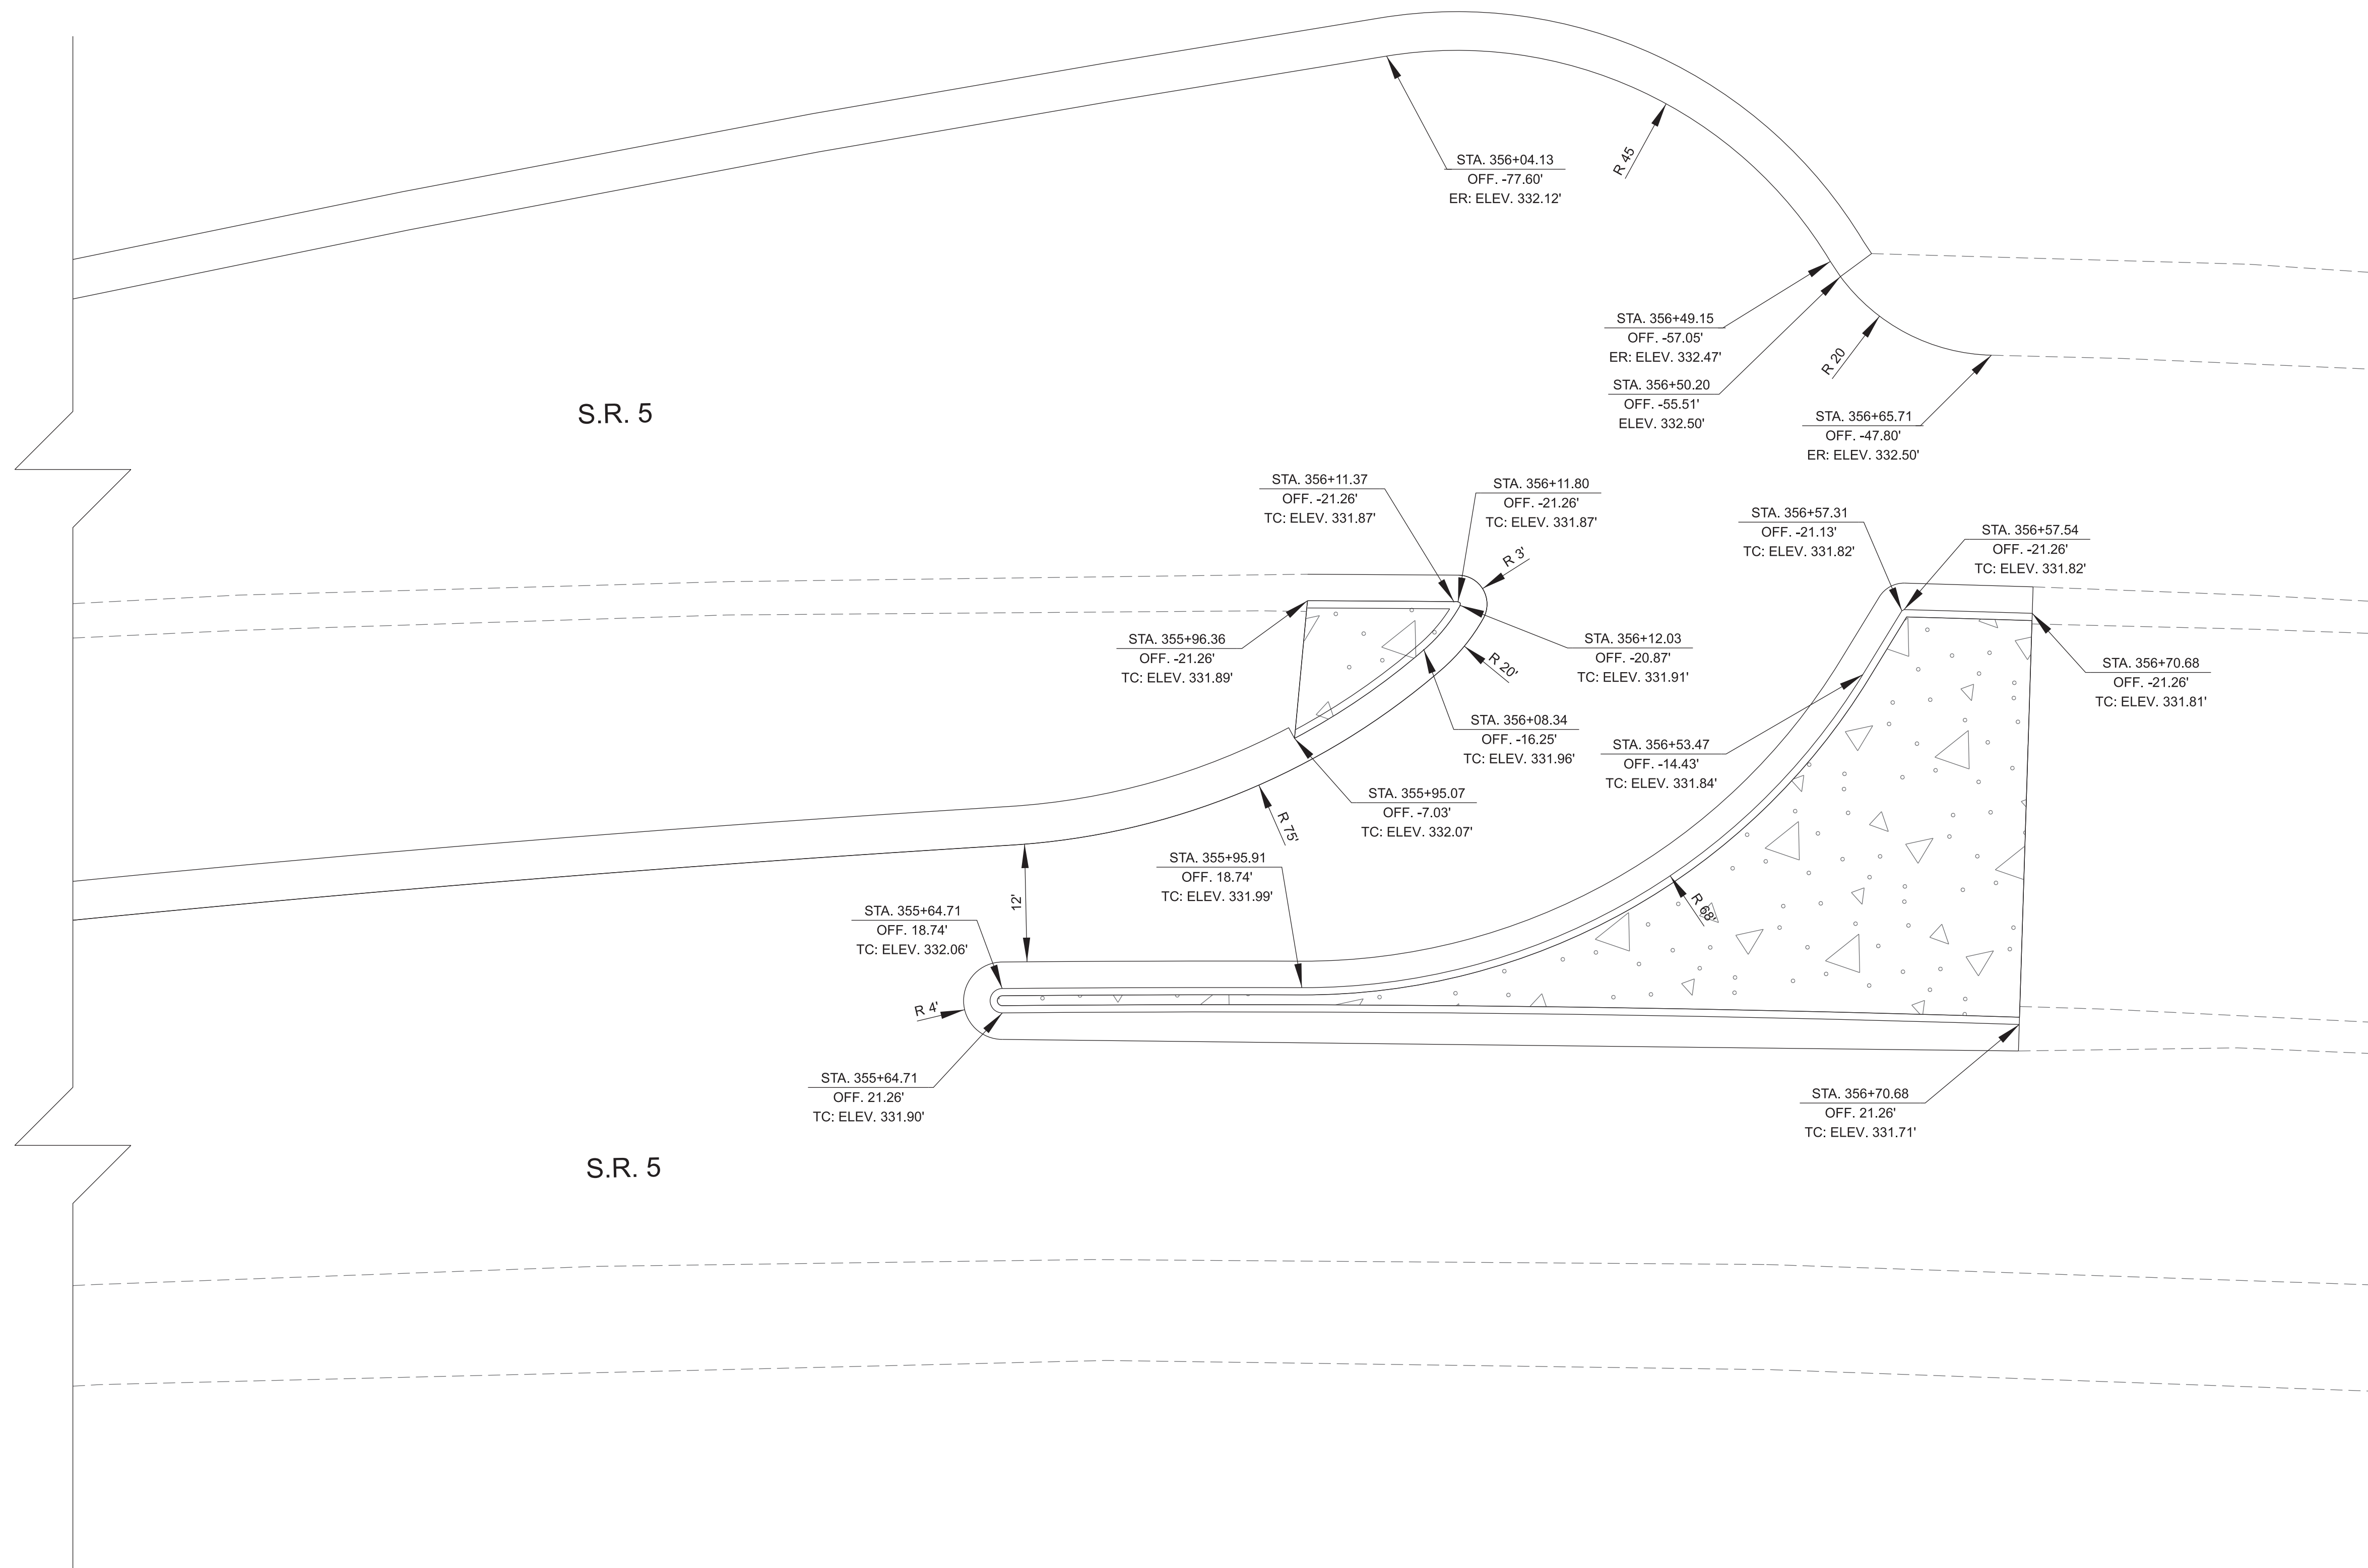 STA. 356+04.13
OFF. -77.60'
ER: ELEV. 332.12'
R 45
STA. 356+49.15
OFF. -57.05'
ER: ELEV. 332.47'
R 20
STA. 356+50.20
OFF. -55.51'
ELEV. 332.50'
S.R. 5
STA. 356+65.71
OFF. -47.80'
ER: ELEV. 332.50'
STA. 356+11.37
OFF. -21.26'
TC: ELEV. 331.87'
STA. 356+11.80
OFF. -21.26'
TC: ELEV. 331.87'
STA. 356+57.31
OFF. -21.13'
TC: ELEV. 331.82'
STA. 356+57.54
OFF. -21.26'
TC: ELEV. 331.82'
R 3'
STA. 355+96.36
OFF. -21.26'
TC: ELEV. 331.89'
STA. 356+12.03
OFF. -20.87'
TC: ELEV. 331.91'
R 20'
STA. 356+70.68
OFF. -21.26'
TC: ELEV. 331.81'
STA. 356+08.34
OFF. -16.25'
TC: ELEV. 331.96'
STA. 356+53.47
OFF. -14.43'
TC: ELEV. 331.84'
STA. 355+95.07
OFF. -7.03'
TC: ELEV. 332.07'
R 75'
STA. 355+95.91
OFF. 18.74'
TC: ELEV. 331.99'
12'
R 68'
STA. 355+64.71
OFF. 18.74'
TC: ELEV. 332.06'
R 4'
STA. 355+64.71
OFF. 21.26'
TC: ELEV. 331.90'
STA. 356+70.68
OFF. 21.26'
TC: ELEV. 331.71'
S.R. 5